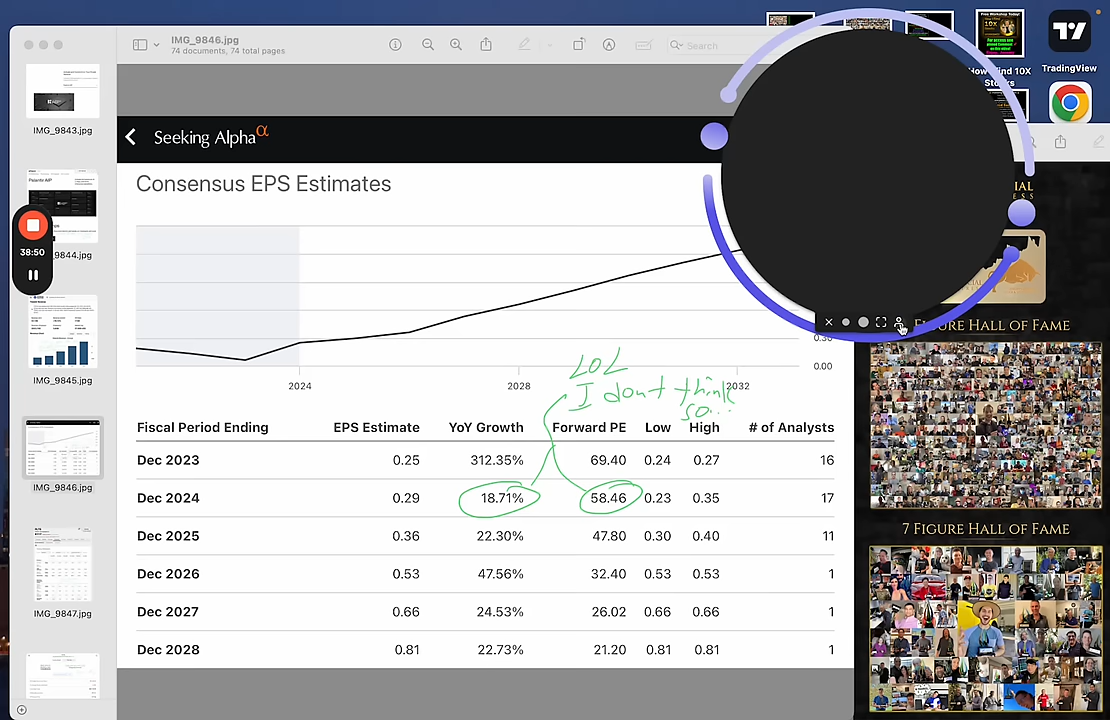 IMG_9846.jpg
74 documents, 74 total pages
Search
Free Workshop Today!
How
Find 10X
Stocks
TradingView
IMG_9843.jpg
38:50
_9844.jpg
IMG_9845.jpg
IMG_9846.jpg
IMG_9847.jpg
Seeking Alphaα
Consensus EPS Estimates
0.00
2024
2028
2032
LOL
I don't think
so...
Fiscal Period Ending EPS Estimate YoY Growth Forward PE Low High # of Analysts
Dec 2023 0.25 312.35% 69.40 0.24 0.27 16
Dec 2024 0.29 18.71% 58.46 0.23 0.35 17
Dec 2025 0.36 22.30% 47.80 0.30 0.40 11
Dec 2026 0.53 47.56% 32.40 0.53 0.53 1
Dec 2027 0.66 24.53% 26.02 0.66 0.66 1
Dec 2028 0.81 22.73% 21.20 0.81 0.81 1
FIGURE HALL OF FAME
7 FIGURE HALL OF FAME